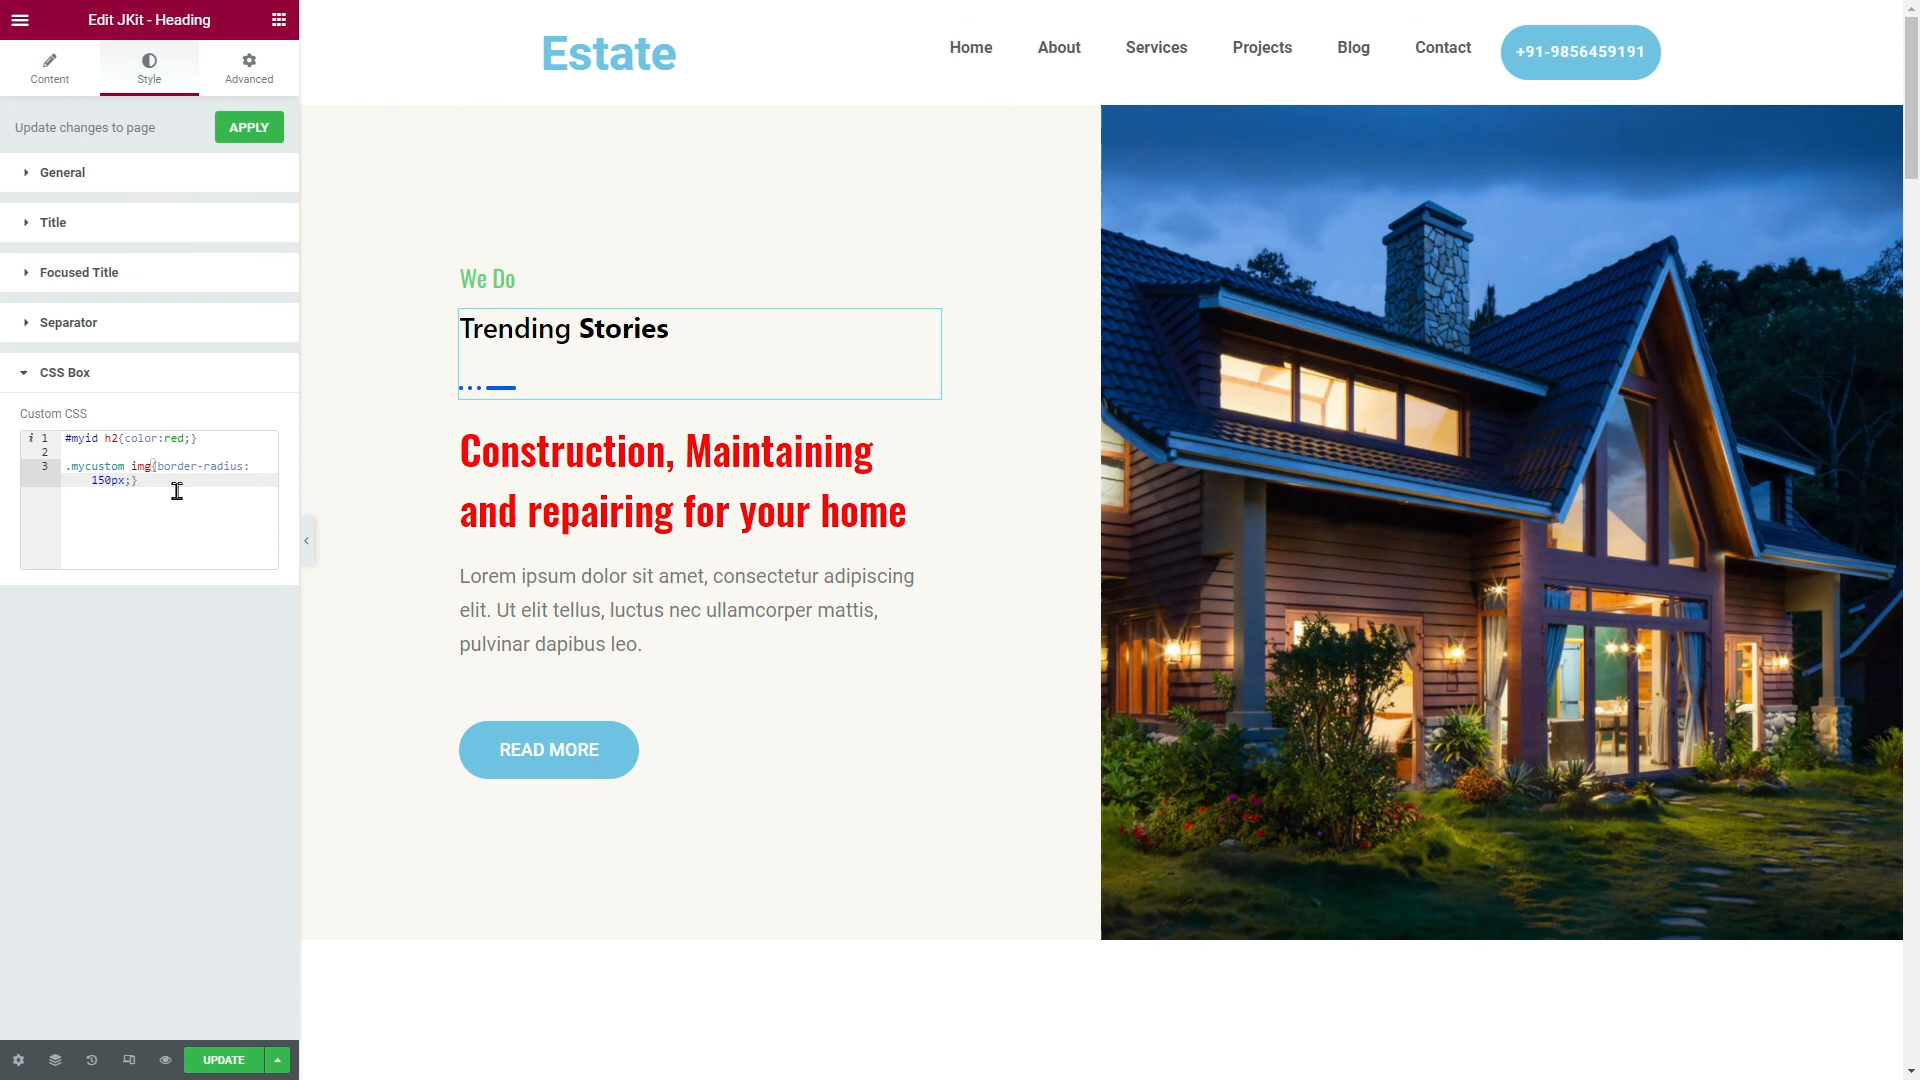 Edit JKit - Heading
Content
Style
Advanced
Update changes to page
APPLY
General
Title
Focused Title
Separator
CSS Box
Custom CSS
i 1 #myid h2{color:red;}
2
3 .mycustom img{border-radius:
150px;}
UPDATE
Estate
Home
About
Services
Projects
Blog
Contact
+91-9856459191
We Do
Trending Stories
Construction, Maintaining
and repairing for your home
Lorem ipsum dolor sit amet, consectetur adipiscing
elit. Ut elit tellus, luctus nec ullamcorper mattis,
pulvinar dapibus leo.
READ MORE